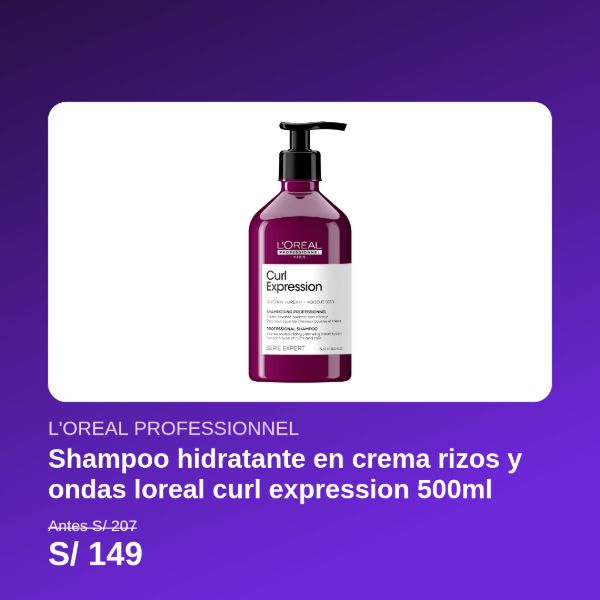 L'ORÉAL
PROFESSIONNEL
PARIS
Curl
Expression
SHAMPOOING PROFESSIONNEL
PROFESSIONAL SHAMPOO
SERIE EXPERT
L'OREAL PROFESSIONNEL
Shampoo hidratante en crema rizos y
ondas loreal curl expression 500ml
Antes S/ 207
S/ 149